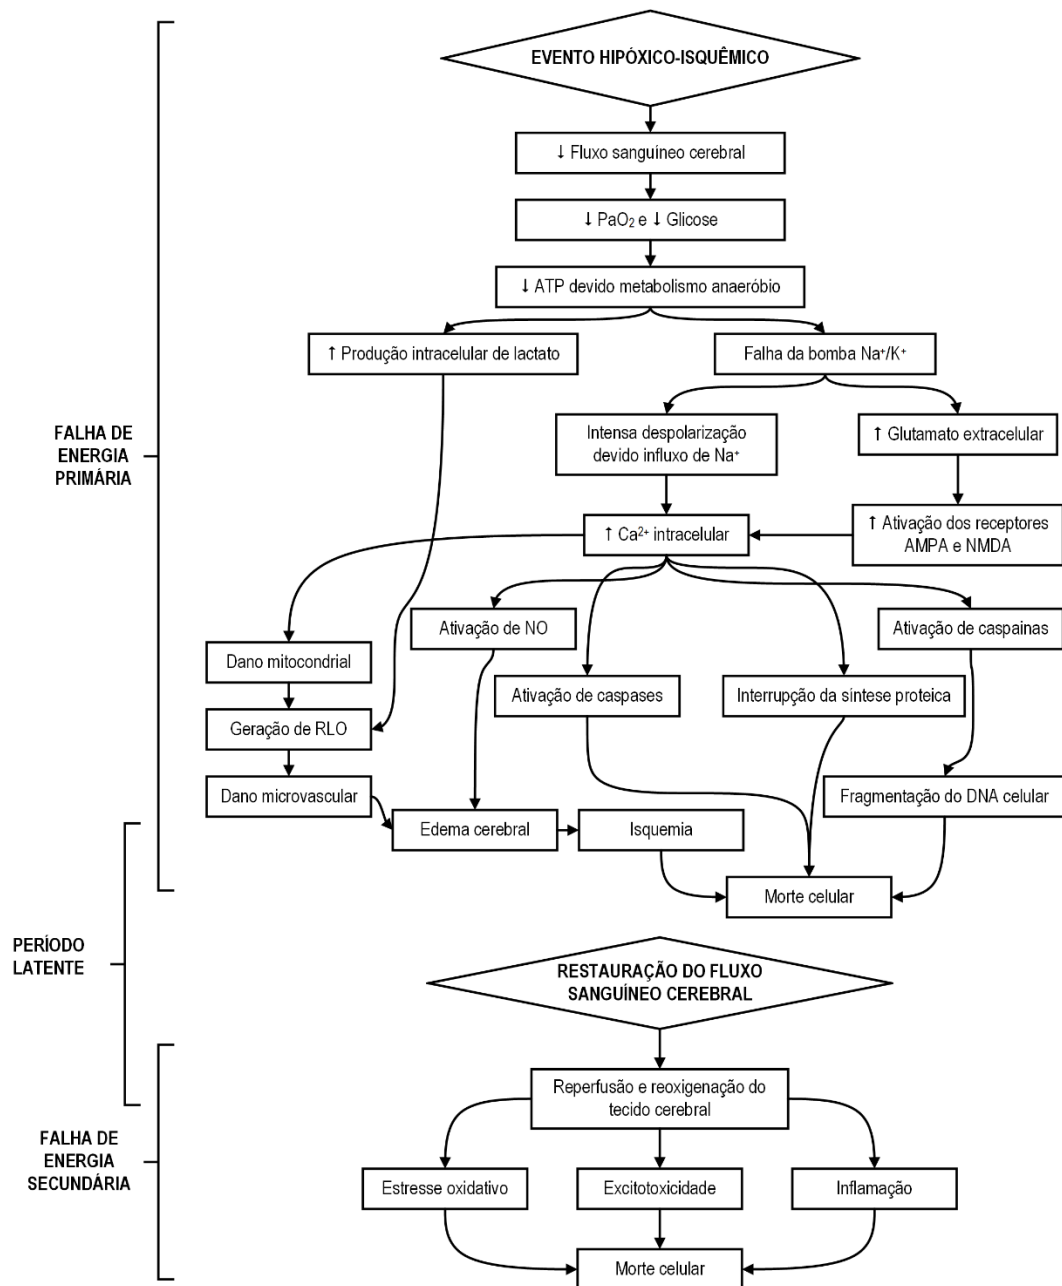 EVENTO HIPÓXICO-ISQUÊMICO
↓ Fluxo sanguíneo cerebral
↓ PaO₂ e ↓ Glicose
↓ ATP devido metabolismo anaeróbio
↑ Produção intracelular de lactato
Falha da bomba Na⁺/K⁺
Intensa despolarização
devido influxo de Na⁺
↑ Glutamato extracelular
FALHA DE
ENERGIA
PRIMÁRIA
↑ Ca²⁺ intracelular
↑ Ativação dos receptores
AMPA e NMDA
Ativação de NO
Ativação de caspainas
Dano mitocondrial
Ativação de caspases
Interrupção da síntese proteica
Geração de RLO
Dano microvascular
Fragmentação do DNA celular
Edema cerebral
Isquemia
Morte celular
PERÍODO
LATENTE
RESTAURAÇÃO DO FLUXO
SANGUÍNEO CEREBRAL
Reperfusão e reoxigenação do
tecido cerebral
FALHA DE
ENERGIA
SECUNDÁRIA
Estresse oxidativo
Excitotoxicidade
Inflamação
Morte celular